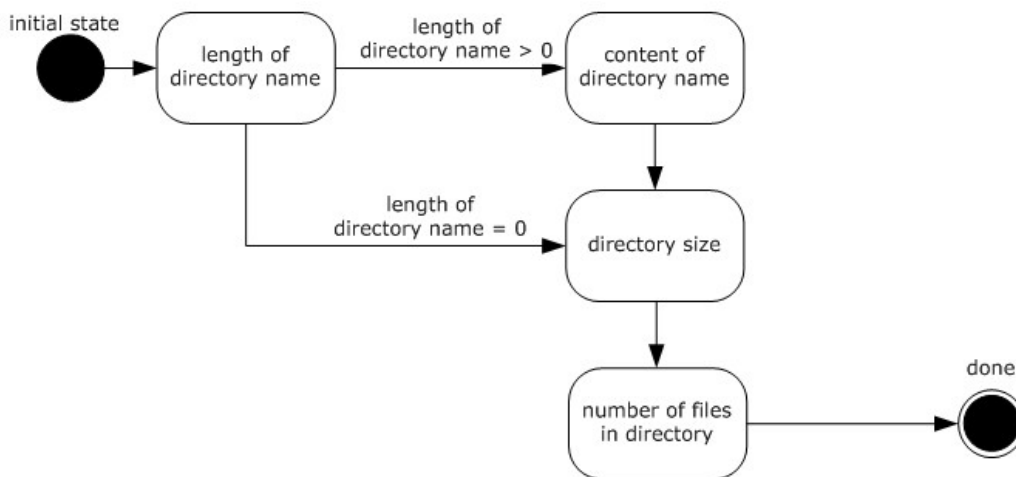 initial state
length of
directory name
length of
directory name > 0
content of
directory name
length of
directory name = 0
directory size
number of files
in directory
done